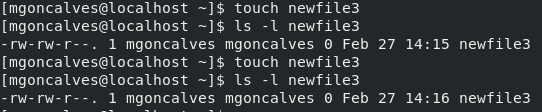 [mgoncalves@localhost ~]$ touch newfile3
[mgoncalves@localhost ~]$ ls -l newfile3
-rw-rw-r--. 1 mgoncalves mgoncalves 0 Feb 27 14:15 newfile3
[mgoncalves@localhost ~]$ touch newfile3
[mgoncalves@localhost ~]$ ls -l newfile3
-rw-rw-r--. 1 mgoncalves mgoncalves 0 Feb 27 14:16 newfile3